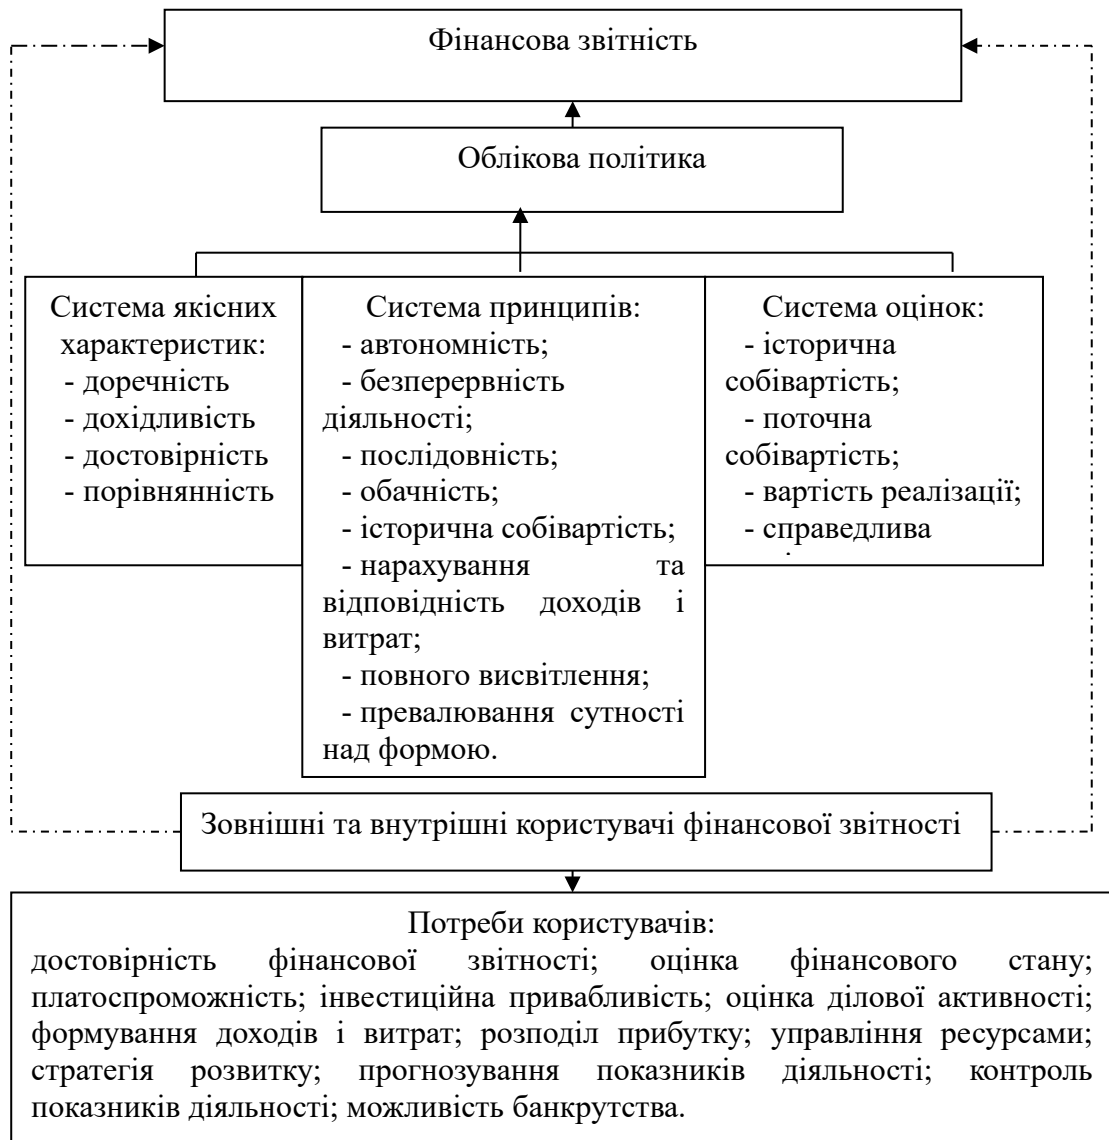 Фінансова звітність
Облікова політика
Система якісних
характеристик:
- доречність
- дохідливість
- достовірність
- порівнянність
Система принципів:
- автономність;
- безперервність
діяльності;
- послідовність;
- обачність;
- історична собівартість;
- нарахування та
відповідність доходів і
витрат;
- повного висвітлення;
- превалювання сутності
над формою.
Система оцінок:
- історична
собівартість;
- поточна
собівартість;
- вартість реалізації;
- справедлива
Зовнішні та внутрішні користувачі фінансової звітності
Потреби користувачів:
достовірність фінансової звітності; оцінка фінансового стану;
платоспроможність; інвестиційна привабливість; оцінка ділової активності;
формування доходів і витрат; розподіл прибутку; управління ресурсами;
стратегія розвитку; прогнозування показників діяльності; контроль
показників діяльності; можливість банкрутства.